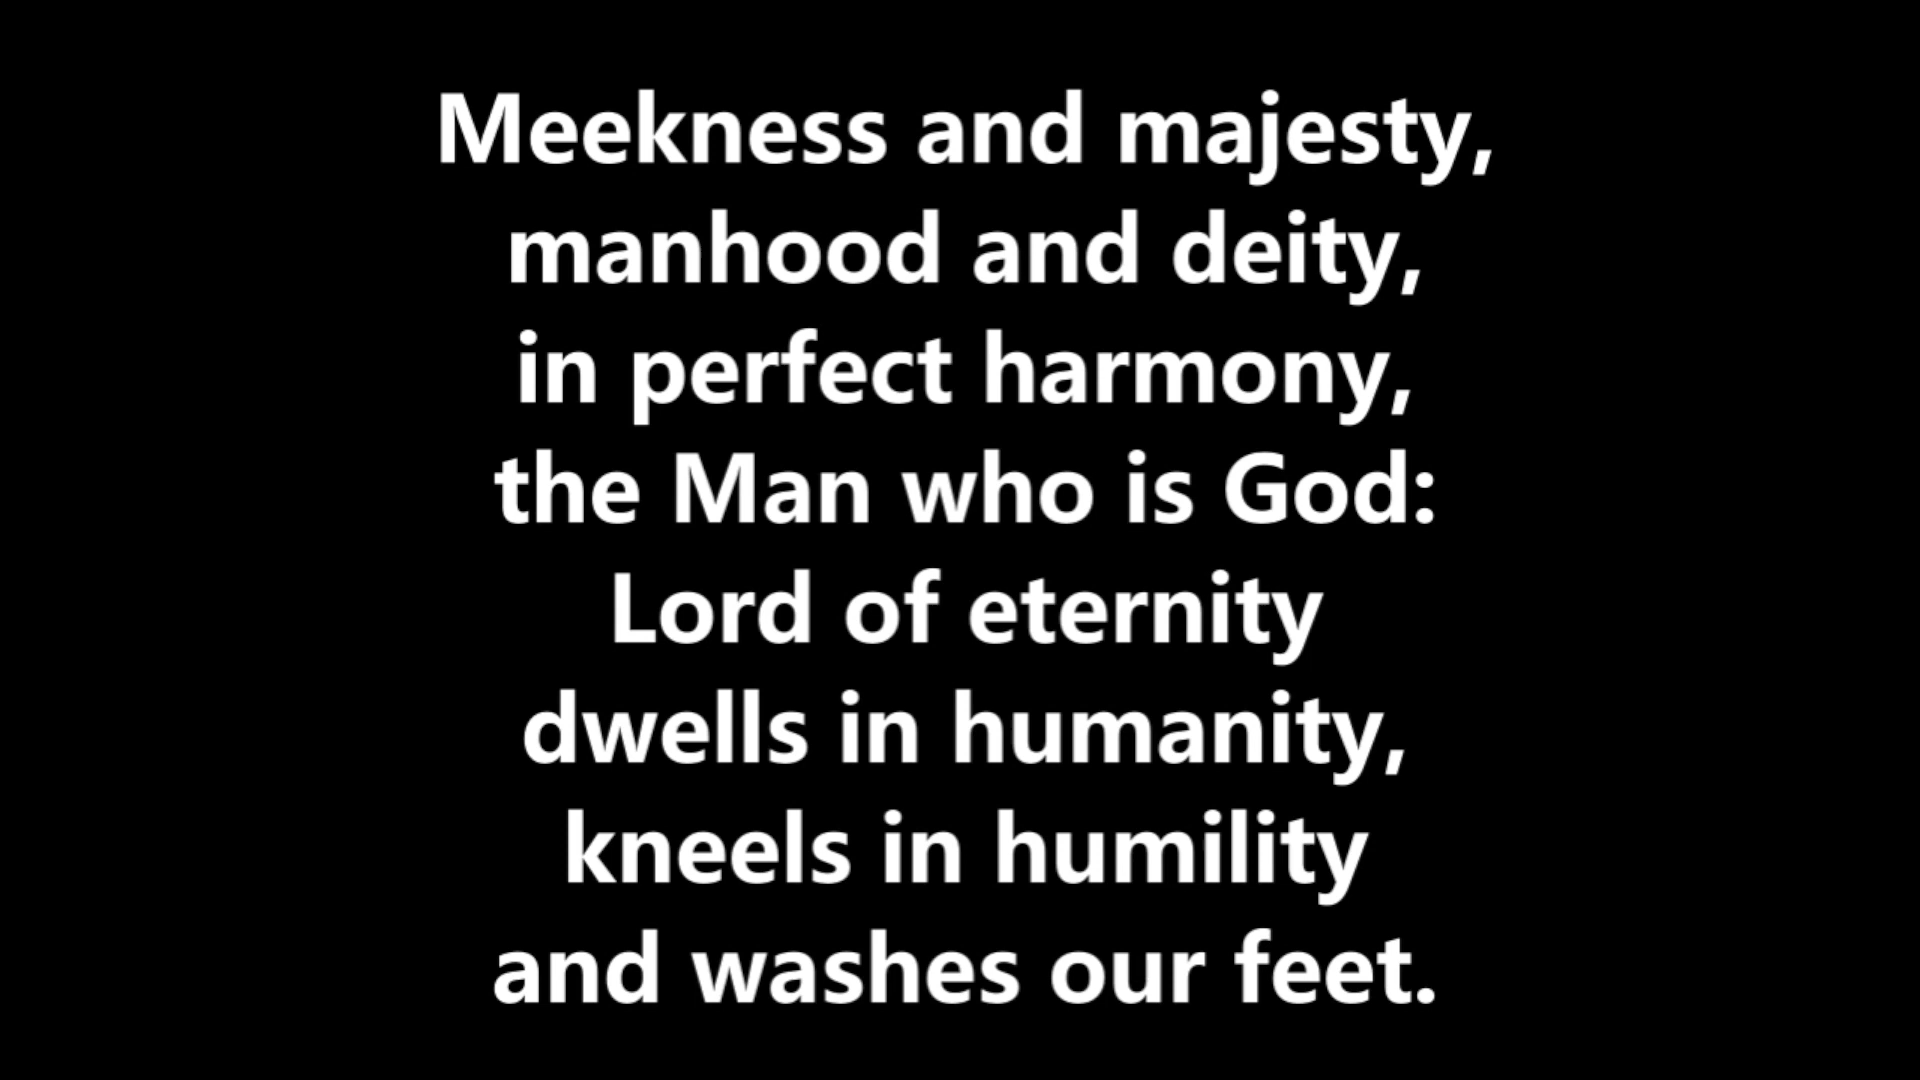 Meekness and majesty,
manhood and deity,
in perfect harmony,
the Man who is God:
Lord of eternity
dwells in humanity,
kneels in humility
and washes our feet.